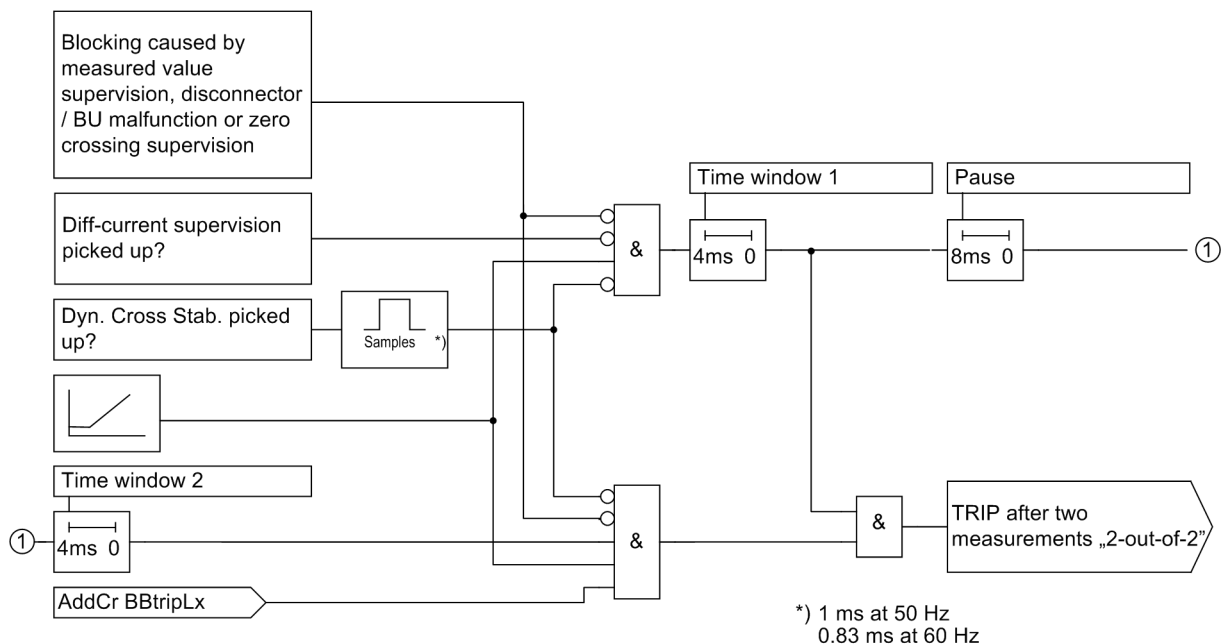 Blocking caused by
measured value
supervision, disconnector
/ BU malfunction or zero
crossing supervision
Diff-current supervision
picked up?
Dyn. Cross Stab. picked
up?
Samples *)
&
Time window 1
4ms 0
Pause
8ms 0
1
Time window 2
1
4ms 0
AddCr BBtripLx
&
&
TRIP after two
measurements „2-out-of-2”
*) 1 ms at 50 Hz
0.83 ms at 60 Hz